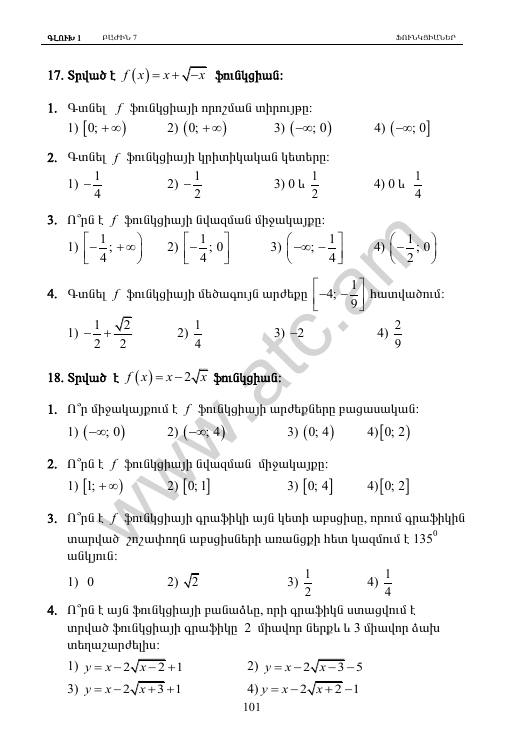 ԳԼՈՒԽ 1 ԲԱԺԻՆ 7 ՖՈՒՆԿՑԻԱՆԵՐ
17. Տրված է f(x) = x + √−x ֆունկցիան:
1. Գտնել f ֆունկցիայի որոշման տիրույթը:
1) [0; +∞) 2) (0; +∞) 3) (−∞; 0) 4) (−∞; 0]
2. Գտնել f ֆունկցիայի կրիտիկական կետերը:
1) −1/4 2) −1/2 3) 0 և 1/2 4) 0 և 1/4
3. Ո՞րն է f ֆունկցիայի նվազման միջակայքը:
1) [−1/4; +∞) 2) [−1/4; 0] 3) (−∞; −1/4] 4) (−1/2; 0)
4. Գտնել f ֆունկցիայի մեծագույն արժեքը [−4; −1/9] հատվածում:
1) −1/2 + √2/2 2) 1/4 3) −2 4) 2/9
18. Տրված է f(x) = x − 2√x ֆունկցիան:
1. Ո՞ր միջակայքում է f ֆունկցիայի արժեքները բացասական:
1) (−∞; 0) 2) (−∞; 4) 3) (0; 4) 4) [0; 2)
2. Ո՞րն է f ֆունկցիայի նվազման միջակայքը:
1) [1; +∞) 2) [0; 1] 3) [0; 4] 4) [0; 2]
3. Ո՞րն է f ֆունկցիայի գրաֆիկի այն կետի աբսցիսը, որում գրաֆիկին
տարված շոշափողն աբսցիսների առանցքի հետ կազմում է 135⁰
անկյուն:
1) 0 2) √2 3) 1/2 4) 1/4
4. Ո՞րն է այն ֆունկցիայի բանաձևը, որի գրաֆիկն ստացվում է
տրված ֆունկցիայի գրաֆիկը 2 միավոր ներքև և 3 միավոր ձախ
տեղաշարժելիս:
1) y = x − 2√x−2 + 1 2) y = x − 2√x−3 − 5
3) y = x − 2√x+3 + 1 4) y = x − 2√x+2 − 1
101
www.atc.am